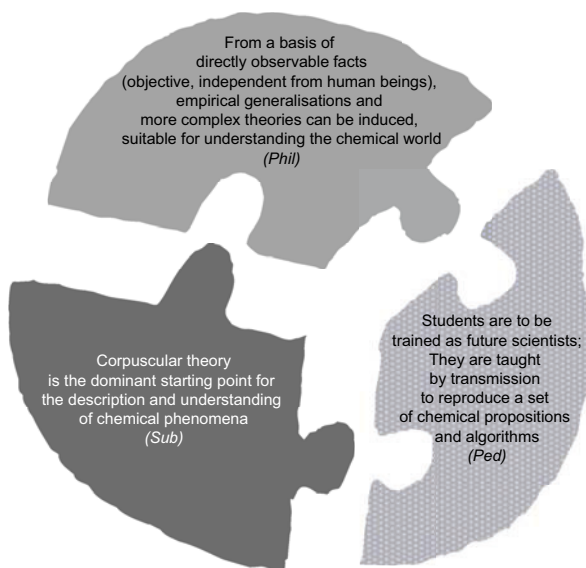 From a basis of
directly observable facts
(objective, independent from human beings),
empirical generalisations and
more complex theories can be induced,
suitable for understanding the chemical world
(Phil)
Corpuscular theory
is the dominant starting point for
the description and understanding
of chemical phenomena
(Sub)
Students are to be
trained as future scientists;
They are taught
by transmission
to reproduce a set
of chemical propositions
and algorithms
(Ped)